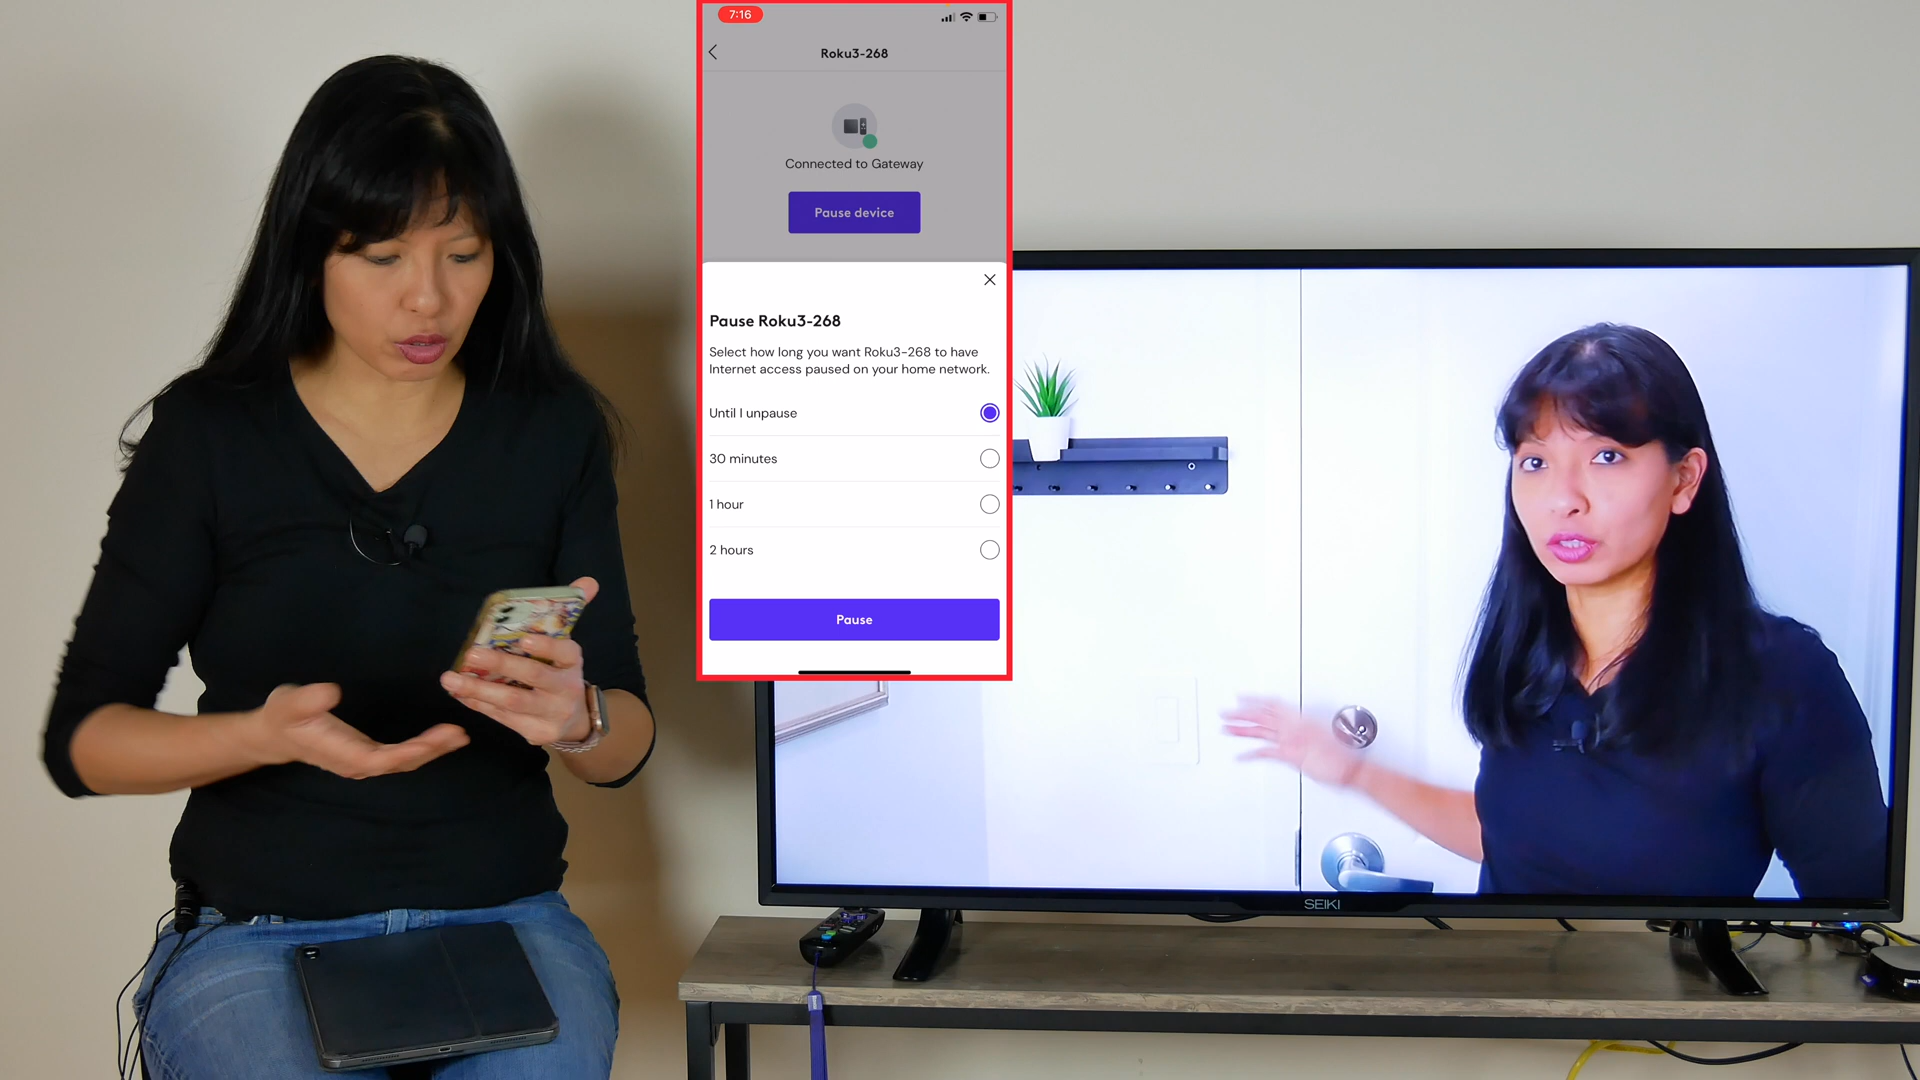 7:16
Roku3-268
Connected to Gateway
Pause device
Pause Roku3-268
Select how long you want Roku3-268 to have
Internet access paused on your home network.
Until I unpause
30 minutes
1 hour
2 hours
Pause
SEIKI